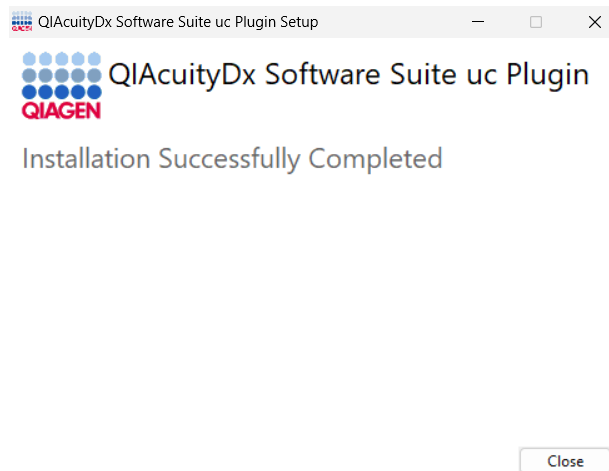 QIAcuityDx Software Suite uc Plugin Setup
QIAcuityDx Software Suite uc Plugin
QIAGEN
Installation Successfully Completed
Close